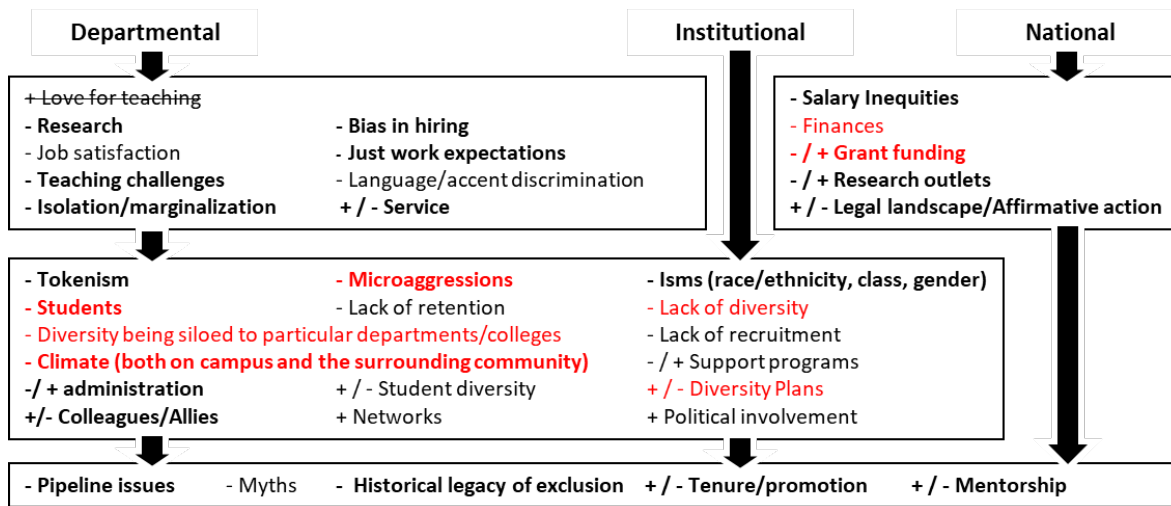 Departmental
Institutional
National
+ Love for teaching
- Research
- Job satisfaction
- Teaching challenges
- Isolation/marginalization
- Bias in hiring
- Just work expectations
- Language/accent discrimination
+ / - Service
- Salary Inequities
- Finances
- / + Grant funding
- / + Research outlets
+ / - Legal landscape/Affirmative action
- Tokenism
- Microaggressions
- Isms (race/ethnicity, class, gender)
- Students
- Lack of retention
- Lack of diversity
- Diversity being siloed to particular departments/colleges
- Lack of recruitment
- Climate (both on campus and the surrounding community)
- / + Support programs
-/ + administration
+ / - Student diversity
+ / - Diversity Plans
+/- Colleagues/Allies
+ Networks
+ Political involvement
- Pipeline issues
- Myths
- Historical legacy of exclusion
+ / - Tenure/promotion
+ / - Mentorship